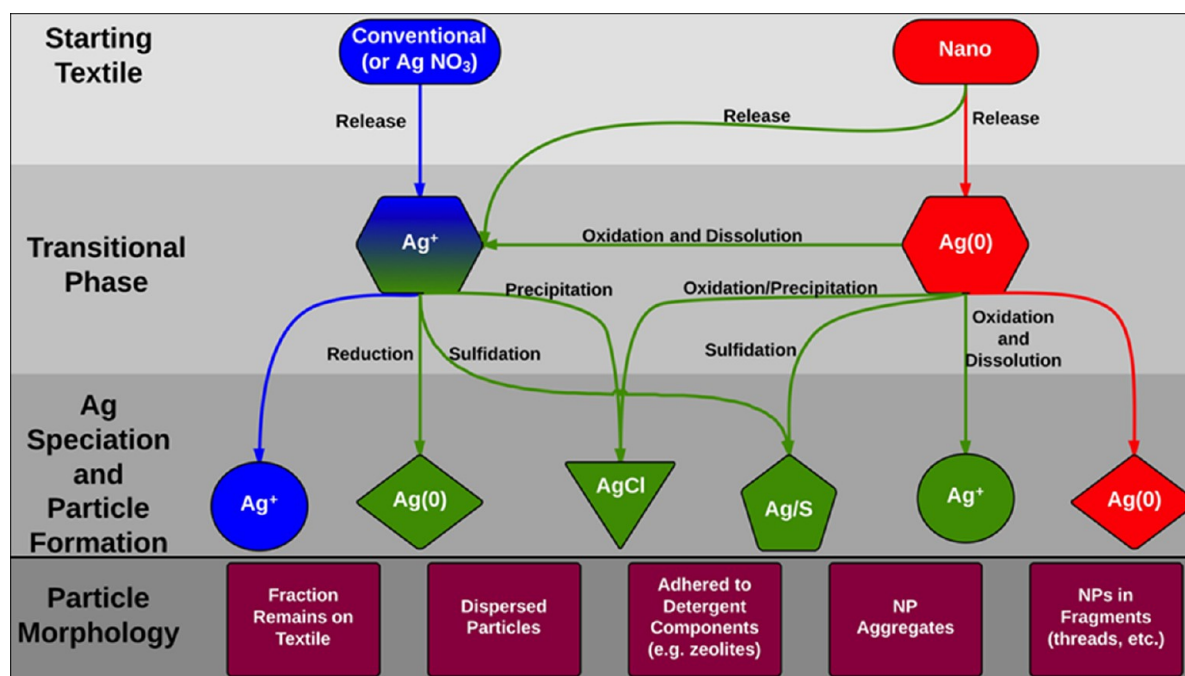 Starting
Textile
Conventional
(or Ag NO₃)
Nano
Release
Release
Release
Transitional
Phase
Ag⁺
Oxidation and Dissolution
Ag(0)
Precipitation
Oxidation/Precipitation
Reduction
Sulfidation
Sulfidation
Oxidation
and
Dissolution
Ag
Speciation
and
Particle
Formation
Ag⁺
Ag(0)
AgCl
Ag/S
Ag⁺
Ag(0)
Particle
Morphology
Fraction
Remains on
Textile
Dispersed
Particles
Adhered to
Detergent
Components
(e.g. zeolites)
NP
Aggregates
NPs in
Fragments
(threads, etc.)